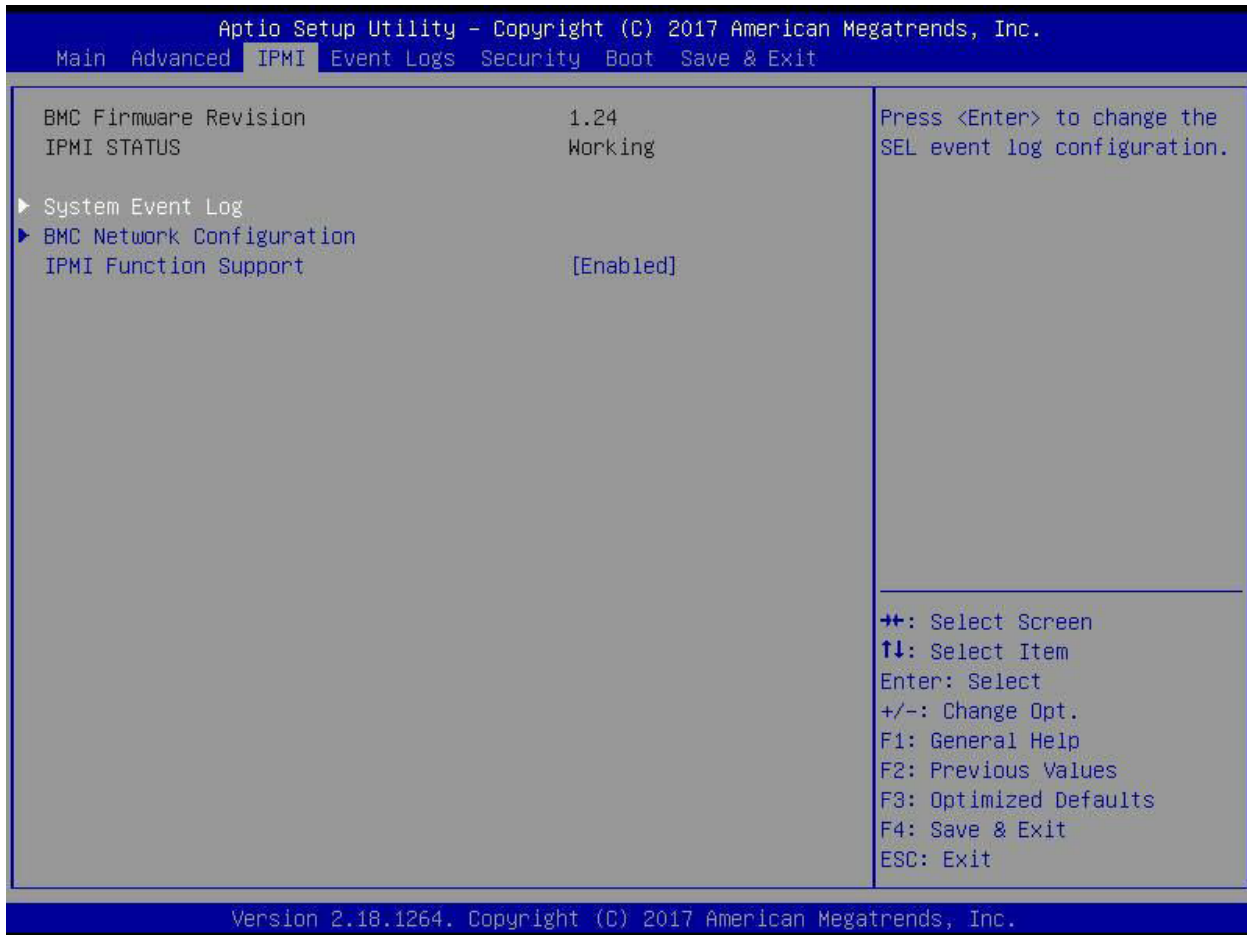 Aptio Setup Utility – Copyright (C) 2017 American Megatrends, Inc.
Main Advanced IPMI Event Logs Security Boot Save & Exit
BMC Firmware Revision 1.24
IPMI STATUS Working
▶ System Event Log
▶ BMC Network Configuration
IPMI Function Support [Enabled]
Press <Enter> to change the
SEL event log configuration.
→←: Select Screen
↑↓: Select Item
Enter: Select
+/-: Change Opt.
F1: General Help
F2: Previous Values
F3: Optimized Defaults
F4: Save & Exit
ESC: Exit
Version 2.18.1264. Copyright (C) 2017 American Megatrends, Inc.